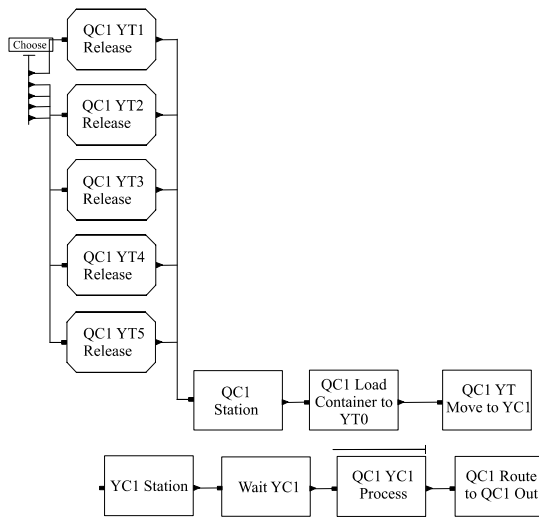 Choose
QC1 YT1
Release
QC1 YT2
Release
QC1 YT3
Release
QC1 YT4
Release
QC1 YT5
Release
QC1
Station
QC1 Load
Container to
YT0
QC1 YT
Move to YC1
YC1 Station
Wait YC1
QC1 YC1
Process
QC1 Route
to QC1 Out